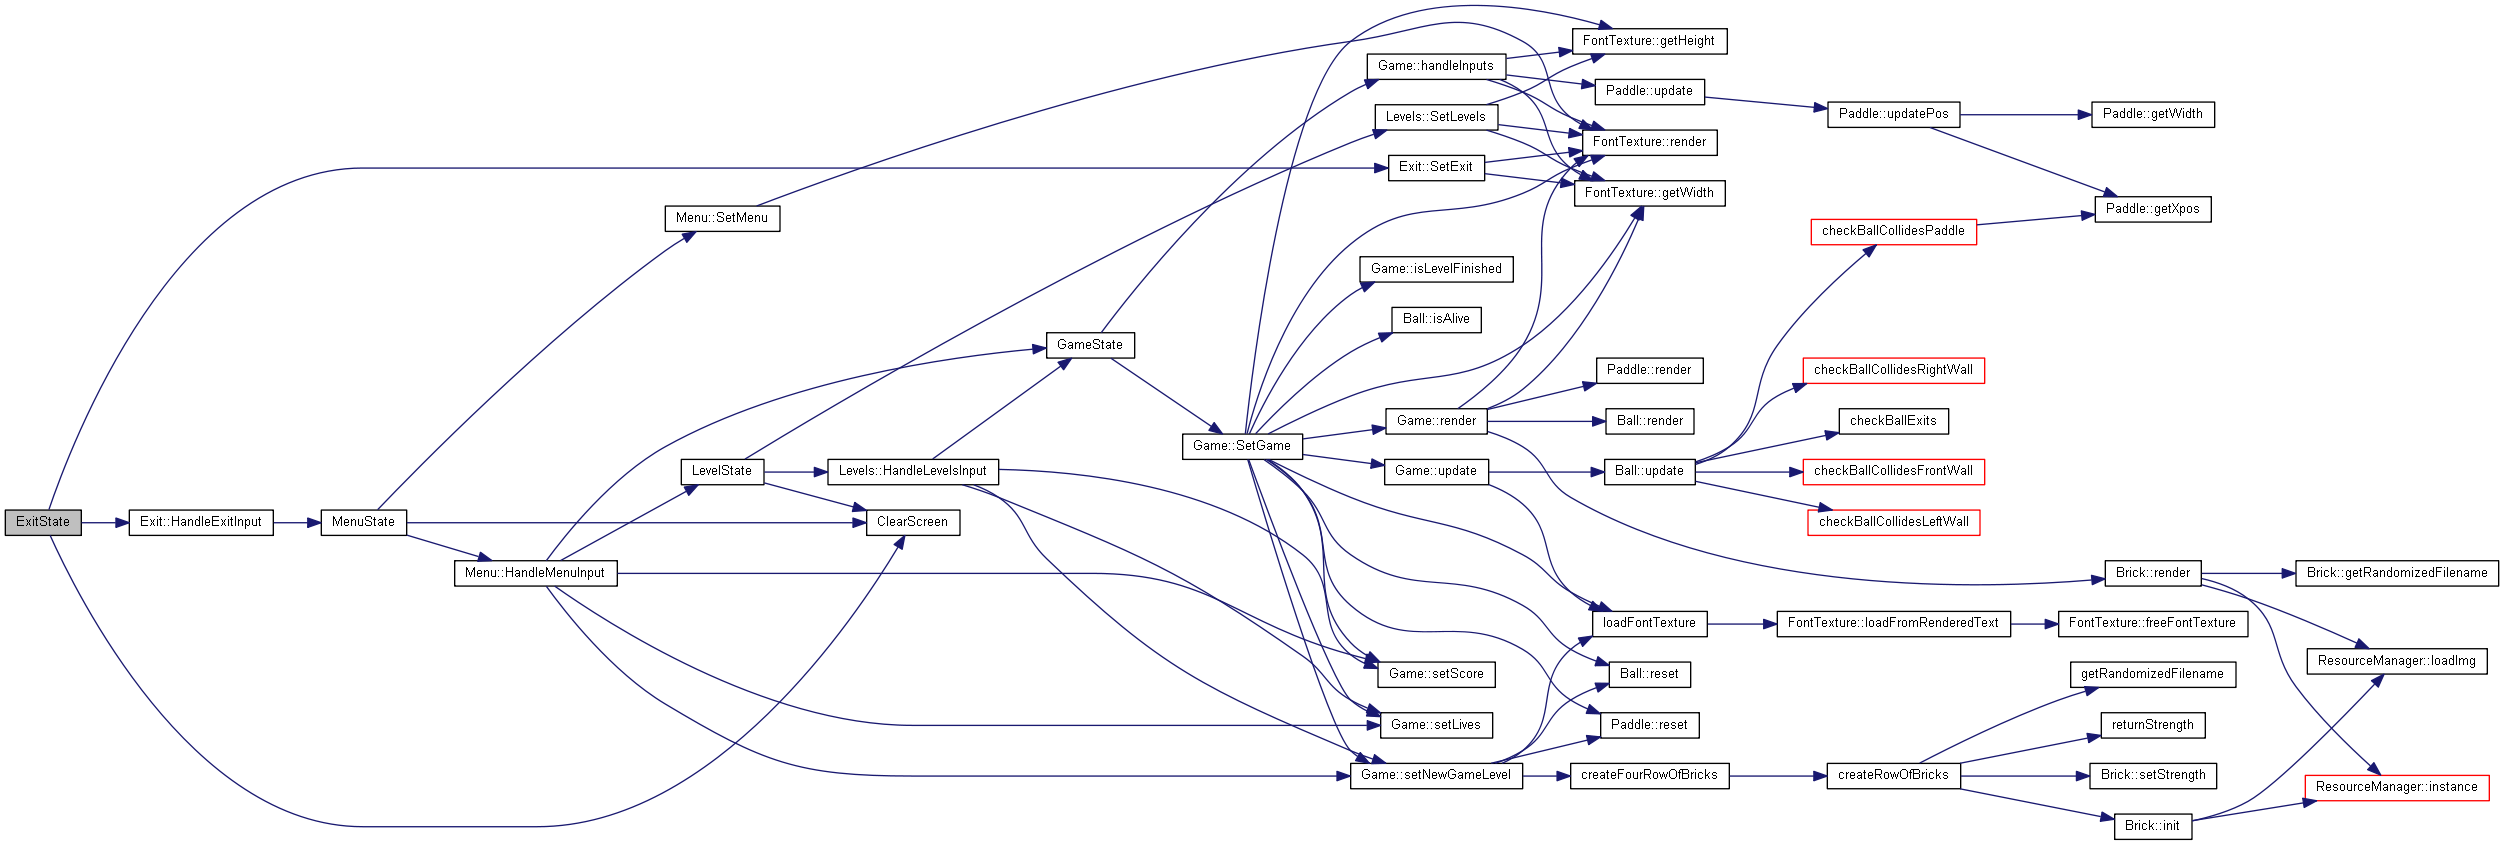 ExitState
Exit::HandleExitInput
MenuState
Menu::HandleMenuInput
Menu::SetMenu
LevelState
Levels::HandleLevelsInput
ClearScreen
GameState
Game::SetGame
Game::handleInputs
Levels::SetLevels
Exit::SetExit
Game::isLevelFinished
Ball::isAlive
Game::render
Game::update
Game::setScore
Game::setLives
Game::setNewGameLevel
FontTexture::getHeight
Paddle::update
FontTexture::render
FontTexture::getWidth
Paddle::render
Ball::render
Ball::update
loadFontTexture
Ball::reset
Paddle::reset
createFourRowOfBricks
Paddle::updatePos
checkBallCollidesPaddle
checkBallCollidesRightWall
checkBallExits
checkBallCollidesFrontWall
checkBallCollidesLeftWall
FontTexture::loadFromRenderedText
createRowOfBricks
Paddle::getWidth
Paddle::getXpos
Brick::render
FontTexture::freeFontTexture
getRandomizedFilename
returnStrength
Brick::setStrength
Brick::init
Brick::getRandomizedFilename
ResourceManager::loadImg
ResourceManager::instance